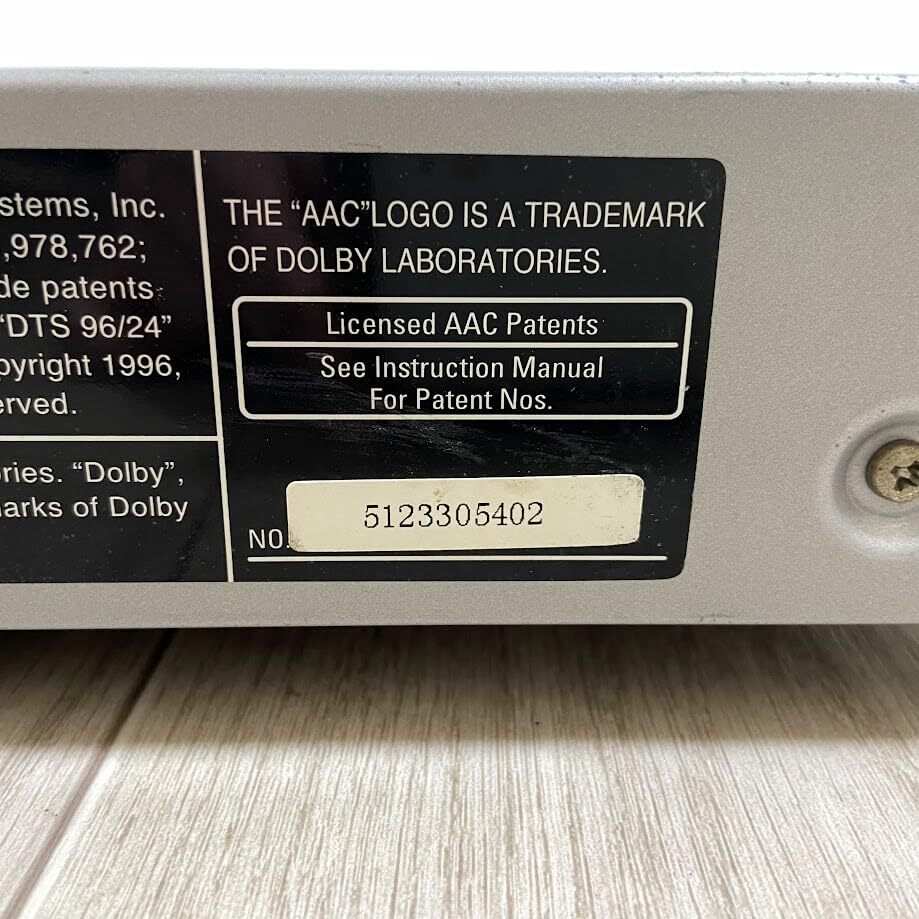 stems, Inc.
,978,762;
de patents
"DTS 96/24"
pyright 1996,
erved.
ories. "Dolby",
arks of Dolby
THE "AAC"LOGO IS A TRADEMARK
OF DOLBY LABORATORIES.
Licensed AAC Patents
See Instruction Manual
For Patent Nos.
NO. 5123305402